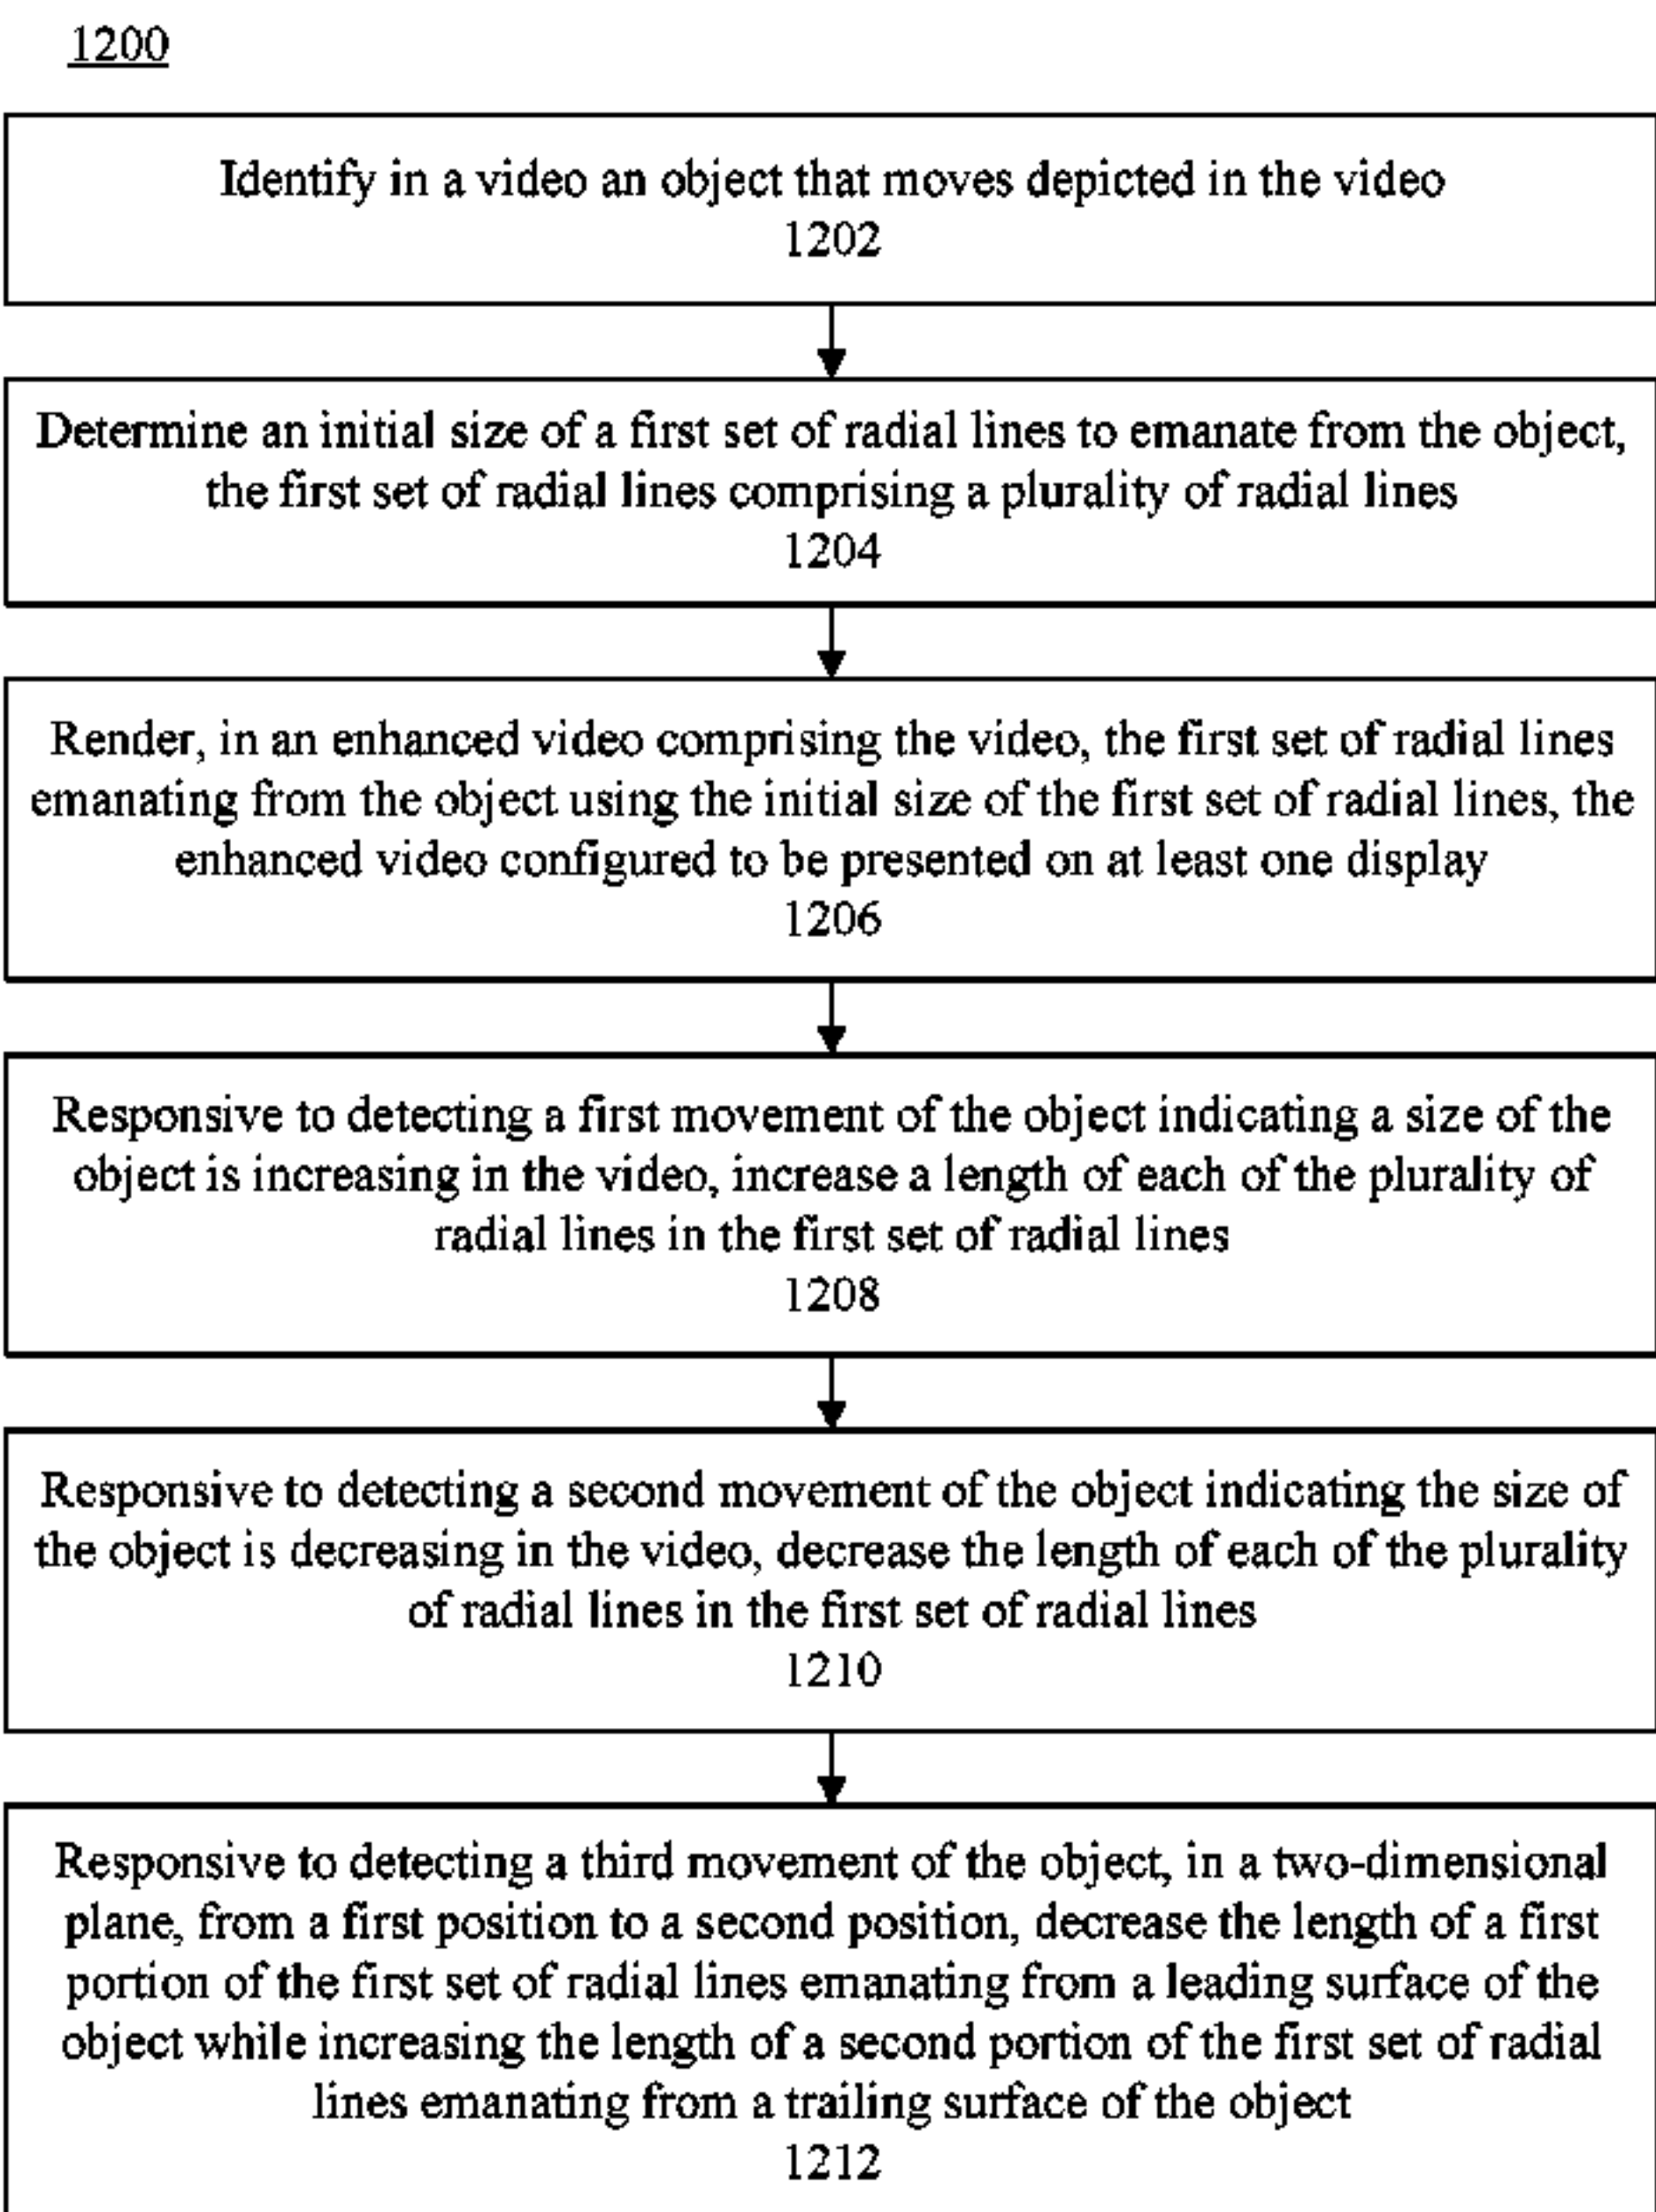 1200
Identify in a video an object that moves depicted in the video
1202
Determine an initial size of a first set of radial lines to emanate from the object,
the first set of radial lines comprising a plurality of radial lines
1204
Render, in an enhanced video comprising the video, the first set of radial lines
emanating from the object using the initial size of the first set of radial lines, the
enhanced video configured to be presented on at least one display
1206
Responsive to detecting a first movement of the object indicating a size of the
object is increasing in the video, increase a length of each of the plurality of
radial lines in the first set of radial lines
1208
Responsive to detecting a second movement of the object indicating the size of
the object is decreasing in the video, decrease the length of each of the plurality
of radial lines in the first set of radial lines
1210
Responsive to detecting a third movement of the object, in a two-dimensional
plane, from a first position to a second position, decrease the length of a first
portion of the first set of radial lines emanating from a leading surface of the
object while increasing the length of a second portion of the first set of radial
lines emanating from a trailing surface of the object
1212